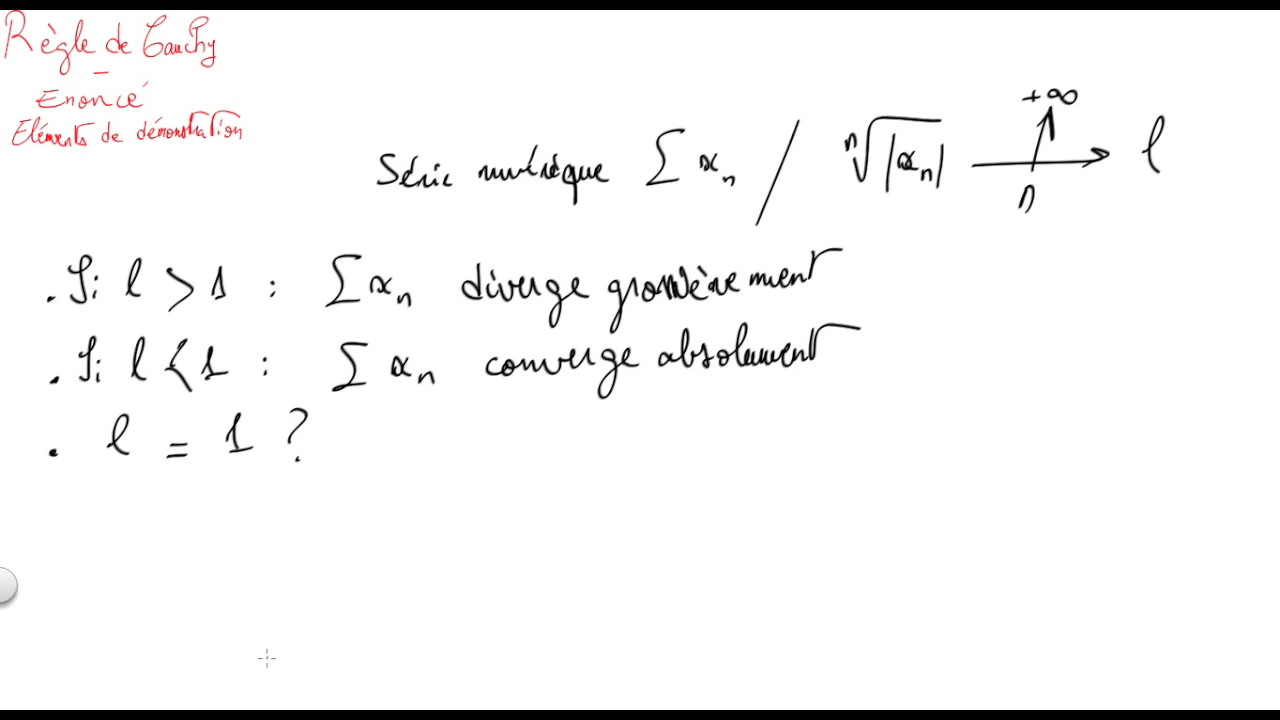 Règle de Cauchy
-
Enoncé
Eléments de démonstration
Série numérique ∑ xₙ / ⁿ√|xₙ| → l
n → +∞
. Si l > 1 : ∑ xₙ diverge grossièrement
. Si l < 1 : ∑ xₙ converge absolument
. l = 1 ?